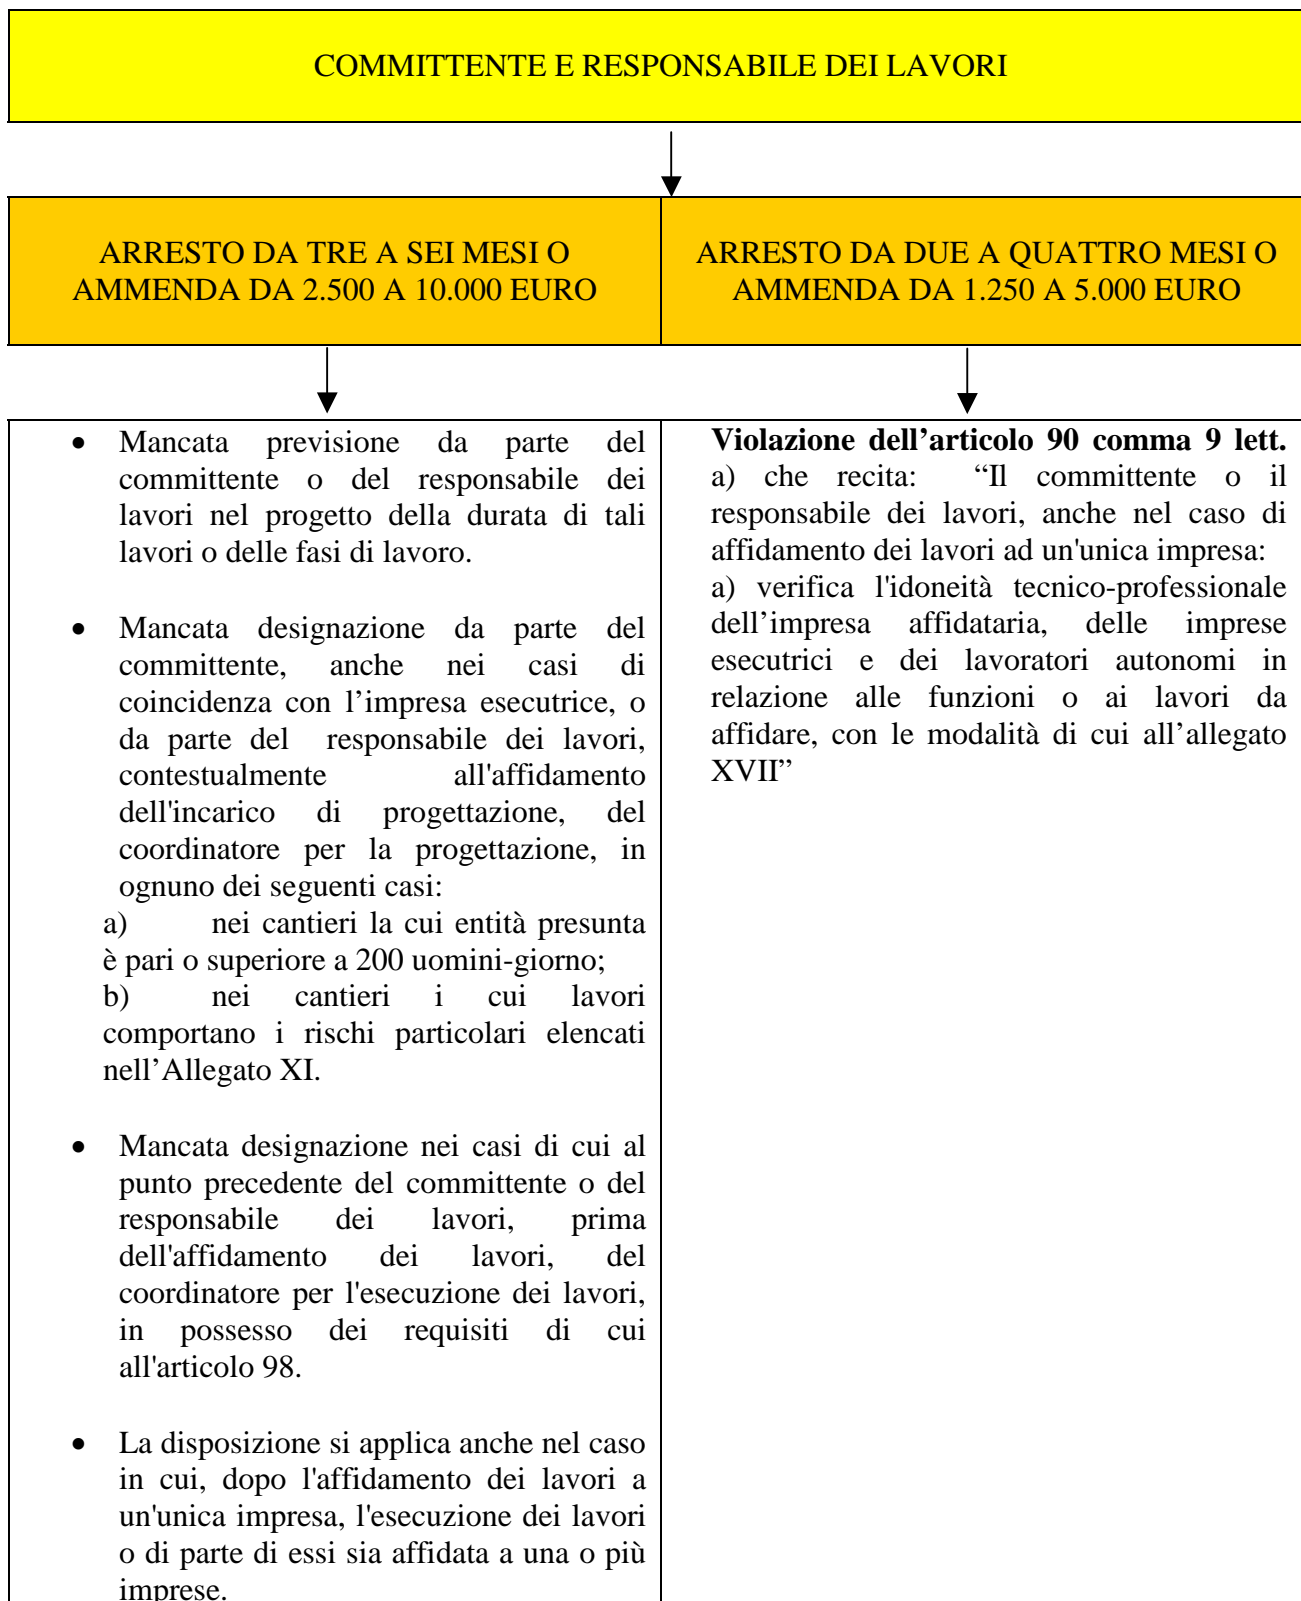 COMMITTENTE E RESPONSABILE DEI LAVORI
ARRESTO DA TRE A SEI MESI O
AMMENDA DA 2.500 A 10.000 EURO
ARRESTO DA DUE A QUATTRO MESI O
AMMENDA DA 1.250 A 5.000 EURO
• Mancata previsione da parte del
committente o del responsabile dei
lavori nel progetto della durata di tali
lavori o delle fasi di lavoro.
• Mancata designazione da parte del
committente, anche nei casi di
coincidenza con l’impresa esecutrice, o
da parte del responsabile dei lavori,
contestualmente all'affidamento
dell'incarico di progettazione, del
coordinatore per la progettazione, in
ognuno dei seguenti casi:
a) nei cantieri la cui entità presunta
è pari o superiore a 200 uomini-giorno;
b) nei cantieri i cui lavori
comportano i rischi particolari elencati
nell’Allegato XI.
• Mancata designazione nei casi di cui al
punto precedente del committente o del
responsabile dei lavori, prima
dell'affidamento dei lavori, del
coordinatore per l'esecuzione dei lavori,
in possesso dei requisiti di cui
all'articolo 98.
• La disposizione si applica anche nel caso
in cui, dopo l'affidamento dei lavori a
un'unica impresa, l'esecuzione dei lavori
o di parte di essi sia affidata a una o più
imprese.
Violazione dell’articolo 90 comma 9 lett.
a) che recita: “Il committente o il
responsabile dei lavori, anche nel caso di
affidamento dei lavori ad un'unica impresa:
a) verifica l'idoneità tecnico-professionale
dell’impresa affidataria, delle imprese
esecutrici e dei lavoratori autonomi in
relazione alle funzioni o ai lavori da
affidare, con le modalità di cui all’allegato
XVII”